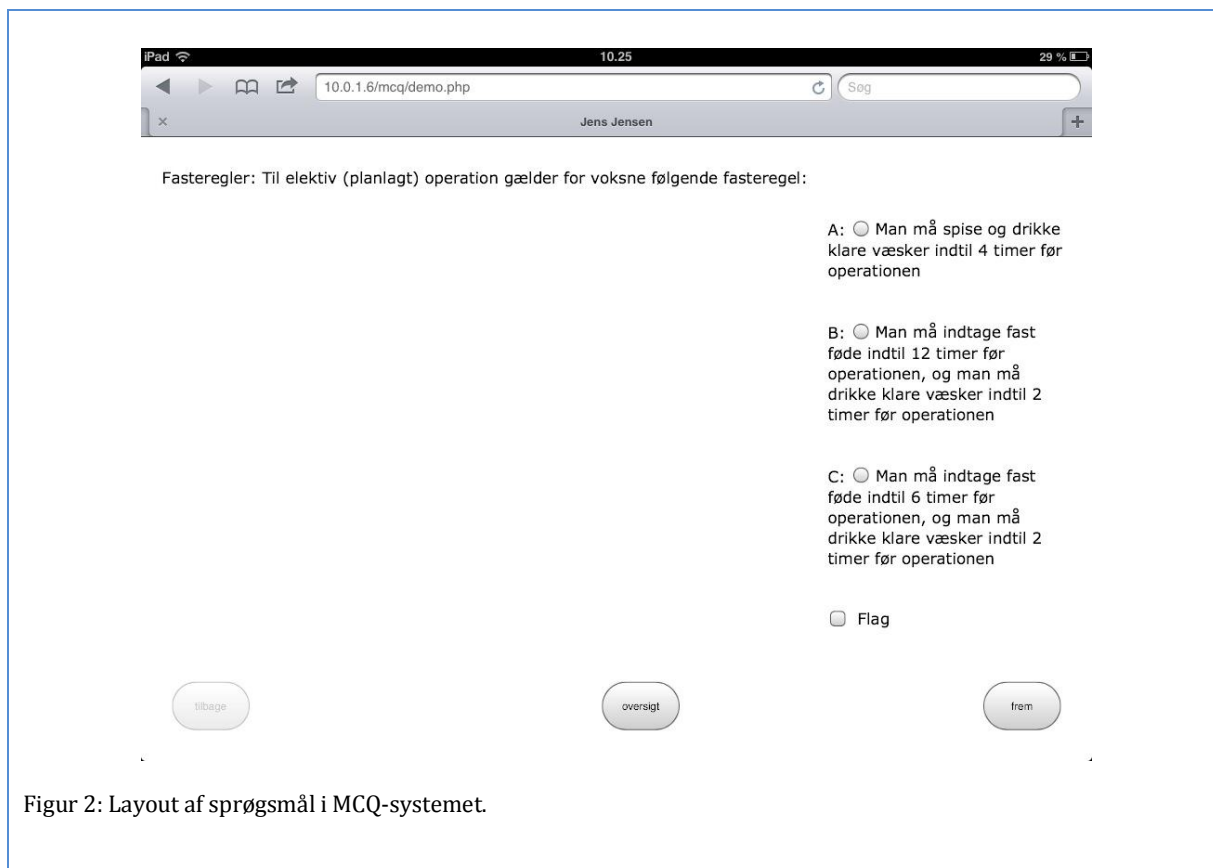 iPad 10.25 29 %
10.0.1.6/mcq/demo.php Søg
Jens Jensen
Fasteregler: Til elektiv (planlagt) operation gælder for voksne følgende fasteregel:
A: Man må spise og drikke
klare væsker indtil 4 timer før
operationen
B: Man må indtage fast
føde indtil 12 timer før
operationen, og man må
drikke klare væsker indtil 2
timer før operationen
C: Man må indtage fast
føde indtil 6 timer før
operationen, og man må
drikke klare væsker indtil 2
timer før operationen
Flag
tilbage oversigt frem
Figur 2: Layout af sprøgsmål i MCQ-systemet.